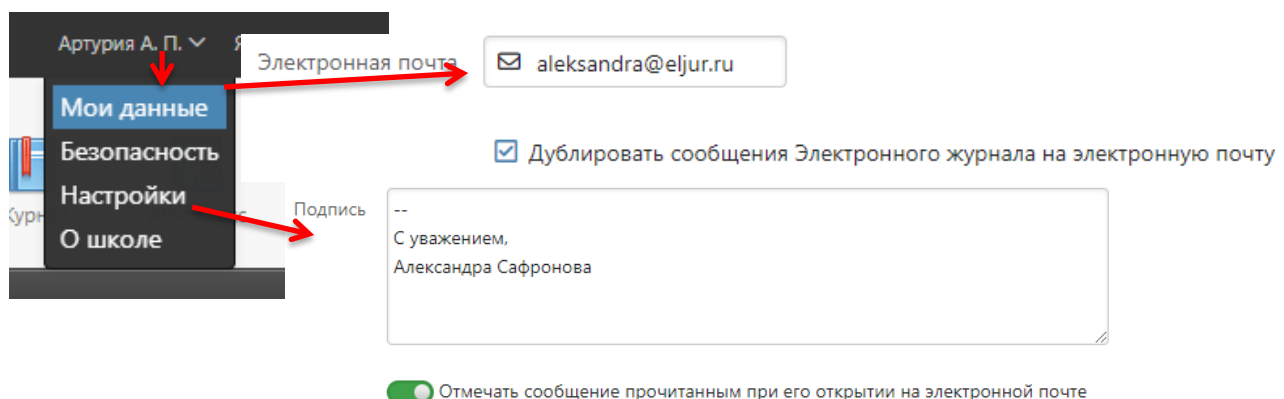 Артурия А. П.
Электронная почта
aleksandra@eljur.ru
Мои данные
Безопасность
Настройки
О школе
Дублировать сообщения Электронного журнала на электронную почту
Подпись
--
С уважением,
Александра Сафронова
Отмечать сообщение прочитанным при его открытии на электронной почте